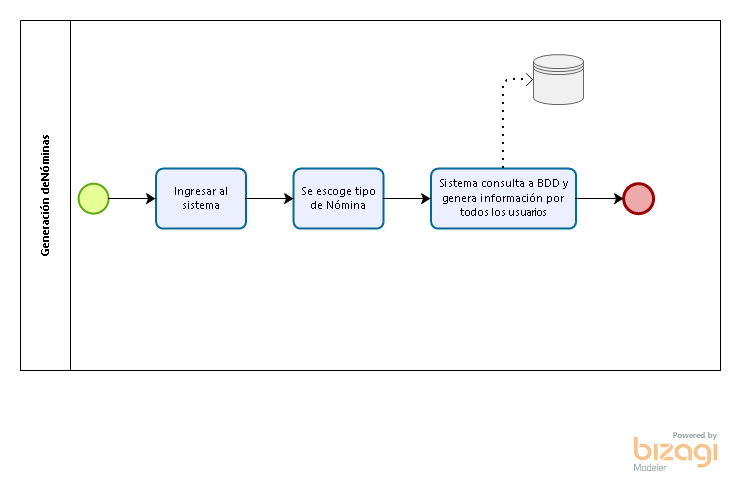 Generación deNóminas
Ingresar al
sistema
Se escoge tipo
de Nómina
Sistema consulta a BDD y
genera información por
todos los usuarios
Powered by
bizagi
Modeler